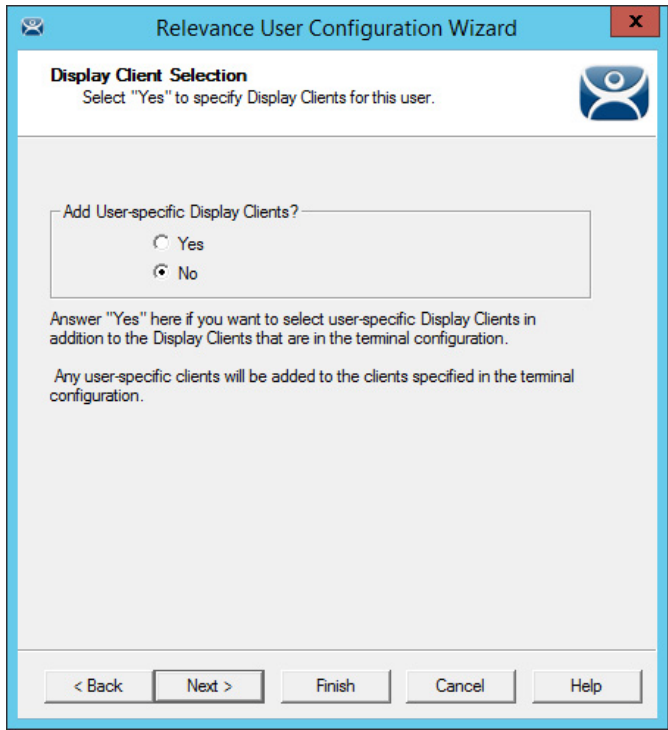 Relevance User Configuration Wizard
x
Display Client Selection
Select "Yes" to specify Display Clients for this user.
Add User-specific Display Clients?
Yes
No
Answer "Yes" here if you want to select user-specific Display Clients in
addition to the Display Clients that are in the terminal configuration.
Any user-specific clients will be added to the clients specified in the terminal
configuration.
< Back
Next >
Finish
Cancel
Help